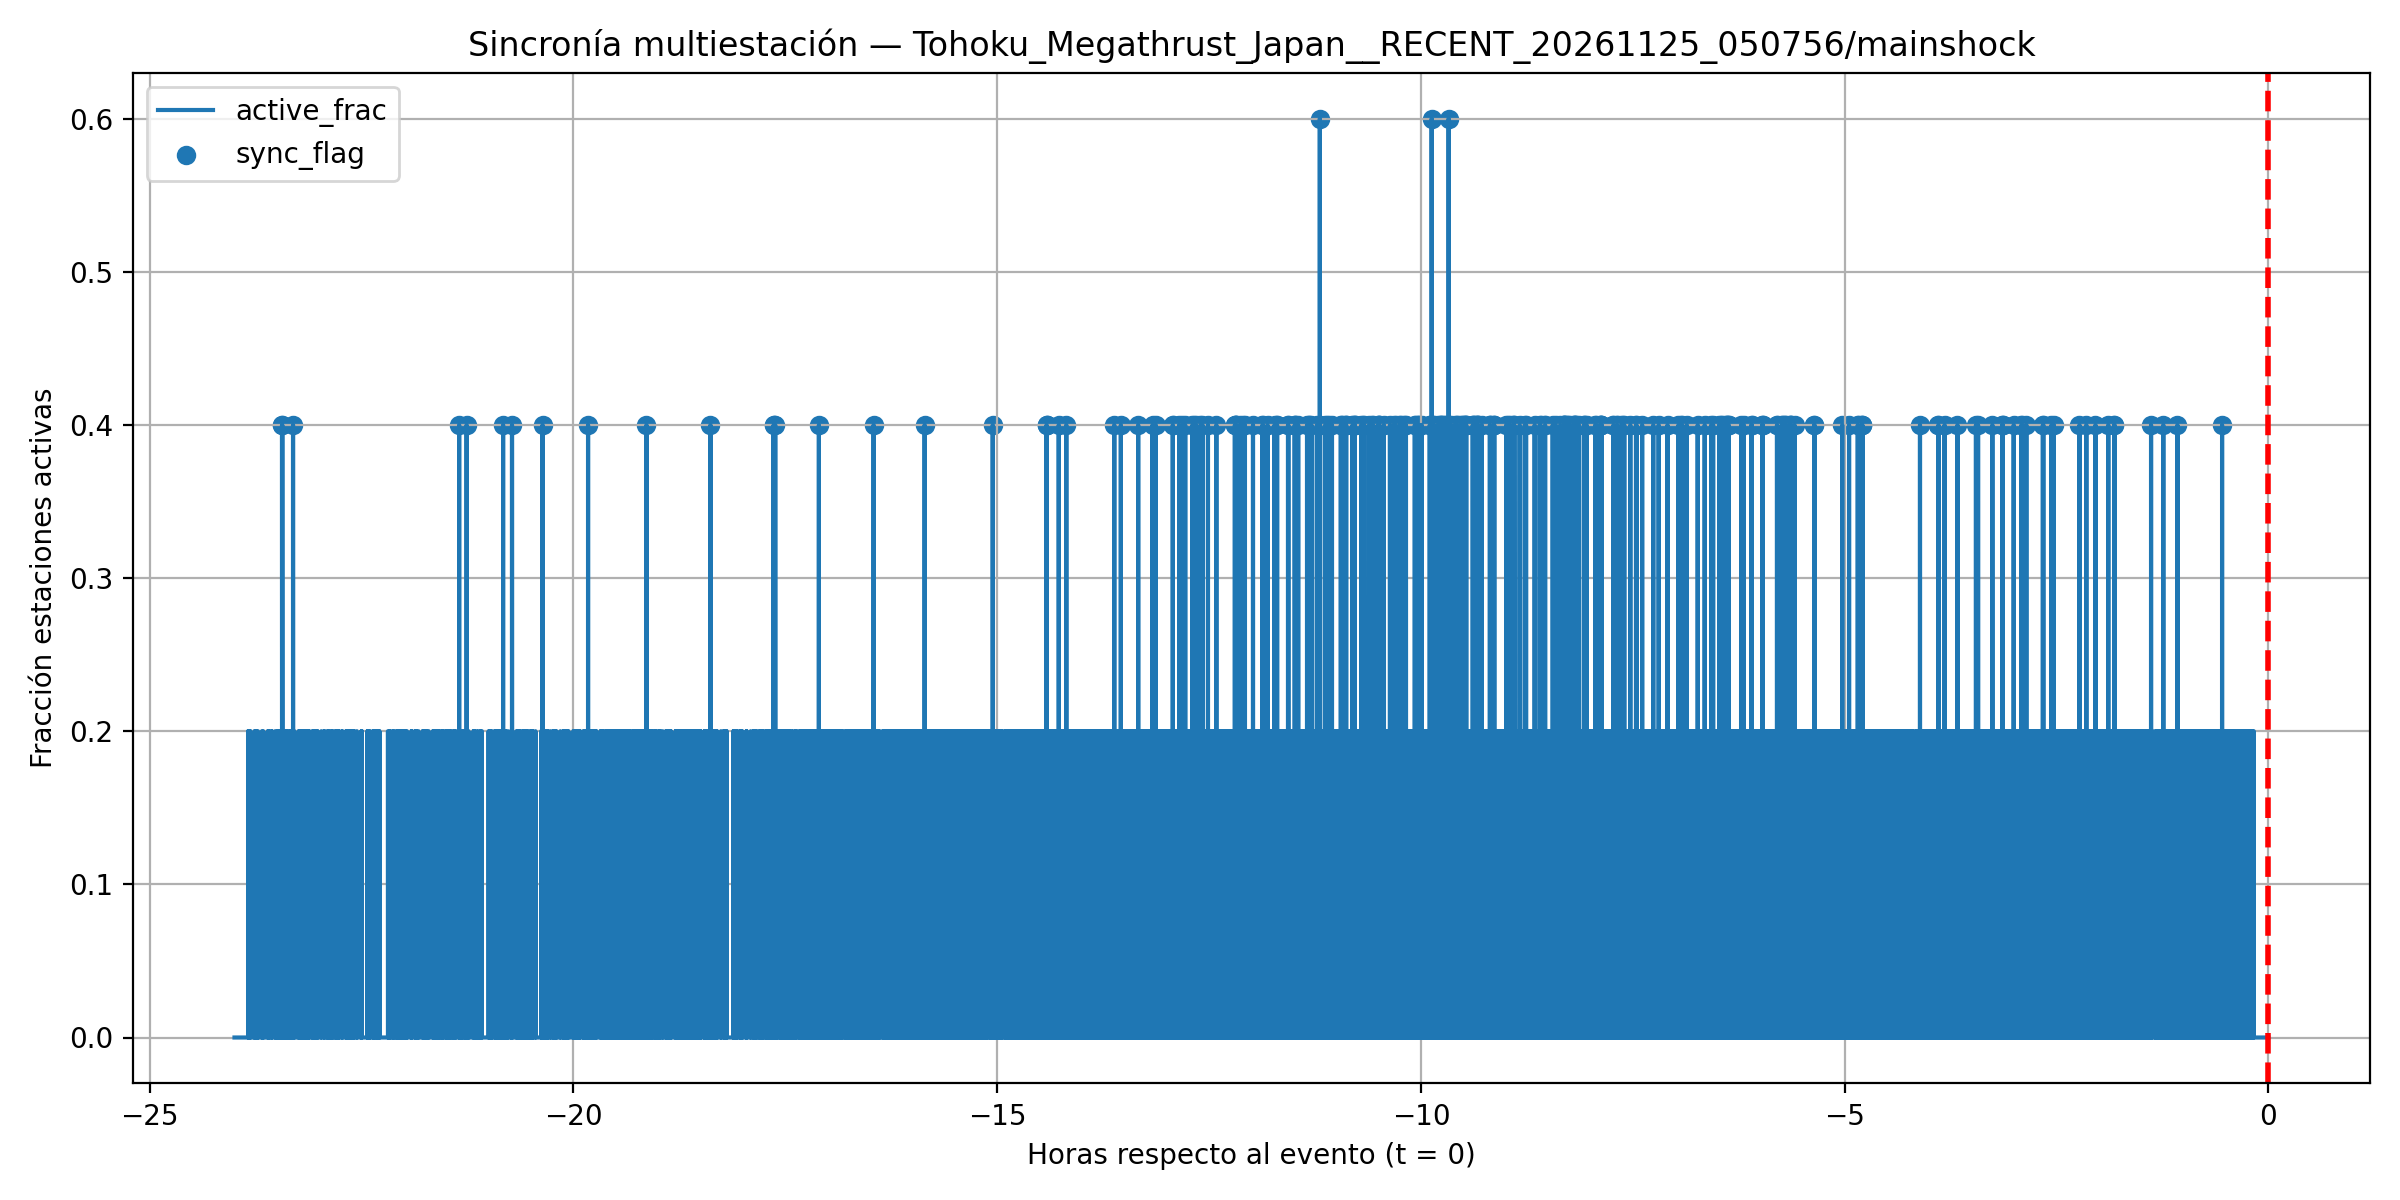 Sincronía multiestación — Tohoku_Megathrust_Japan__RECENT_20261125_050756/mainshock
active_frac
sync_flag
Fracción estaciones activas
0.6
0.5
0.4
0.3
0.2
0.1
0.0
−25
−20
−15
−10
−5
0
Horas respecto al evento (t = 0)